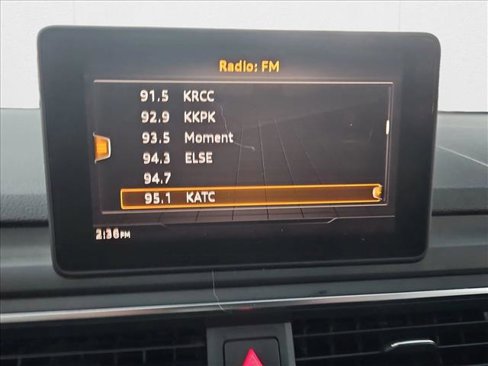 Radio: FM
91.5 KRCC
92.9 KKPK
93.5 Moment
94.3 ELSE
94.7
95.1 KATC
2:36PM